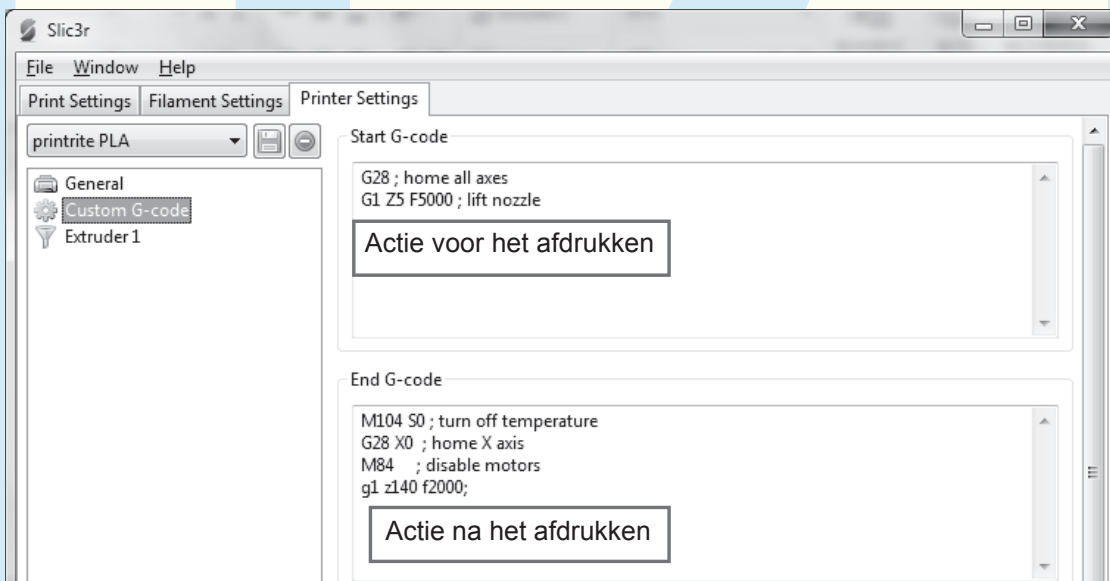 Slic3r
File Window Help
Print Settings Filament Settings Printer Settings
printrite PLA
General
Custom G-code
Extruder 1
Start G-code
G28 ; home all axes
G1 Z5 F5000 ; lift nozzle
Actie voor het afdrukken
End G-code
M104 S0 ; turn off temperature
G28 X0 ; home X axis
M84 ; disable motors
g1 z140 f2000;
Actie na het afdrukken